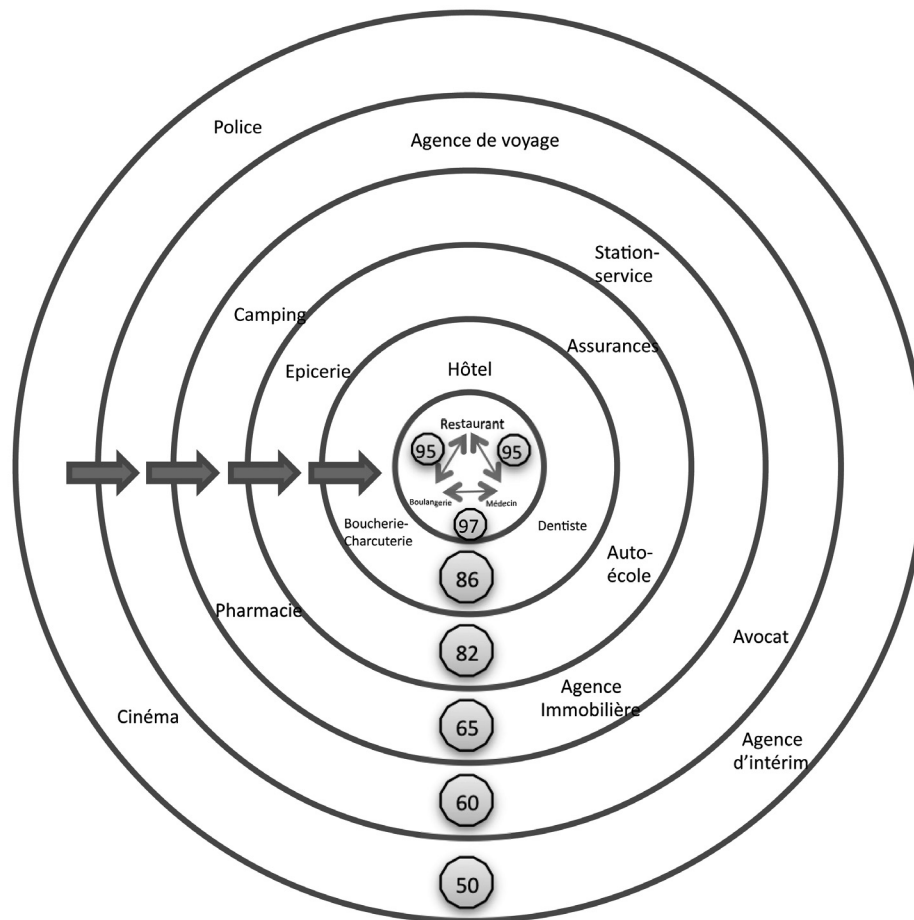 Police
Agence de voyage
Station-
service
Camping
Assurances
Epicerie
Hôtel
Restaurant
95
95
Boulangerie
Médecin
97
Boucherie-
Charcuterie
Dentiste
86
Auto-
école
Pharmacie
82
Avocat
Agence
Immobilière
65
Cinéma
Agence
d'intérim
60
50